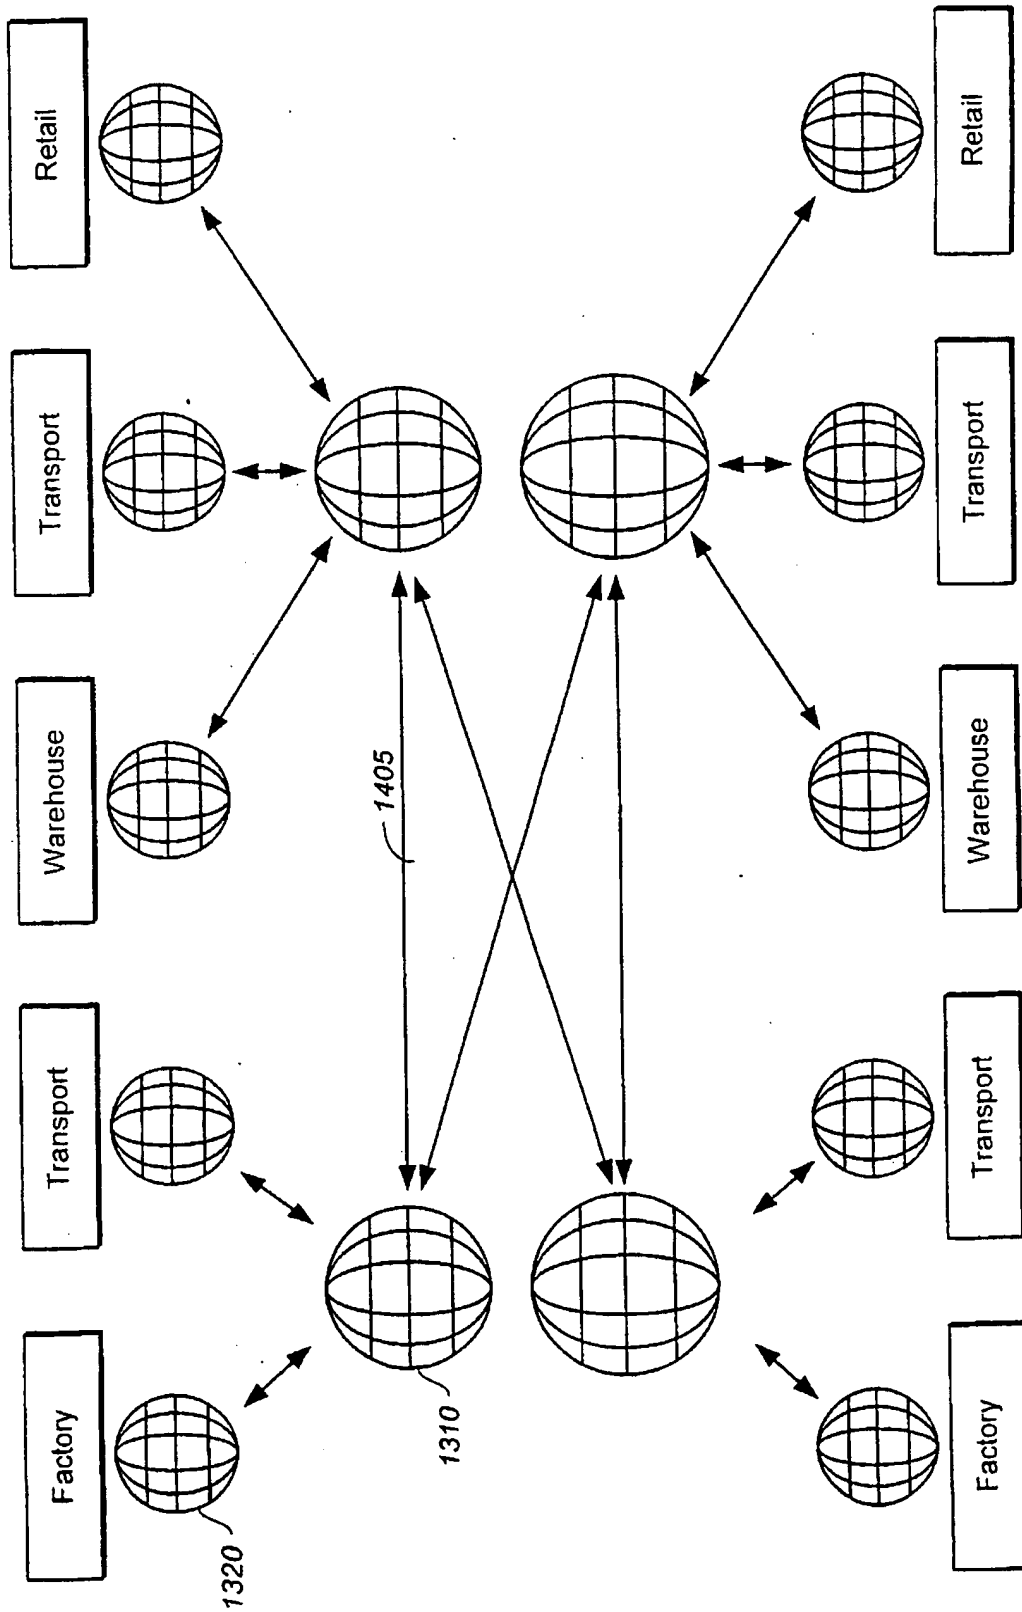 Factory
Transport
Warehouse
Transport
Retail
1320
1310
1405
Factory
Transport
Warehouse
Transport
Retail